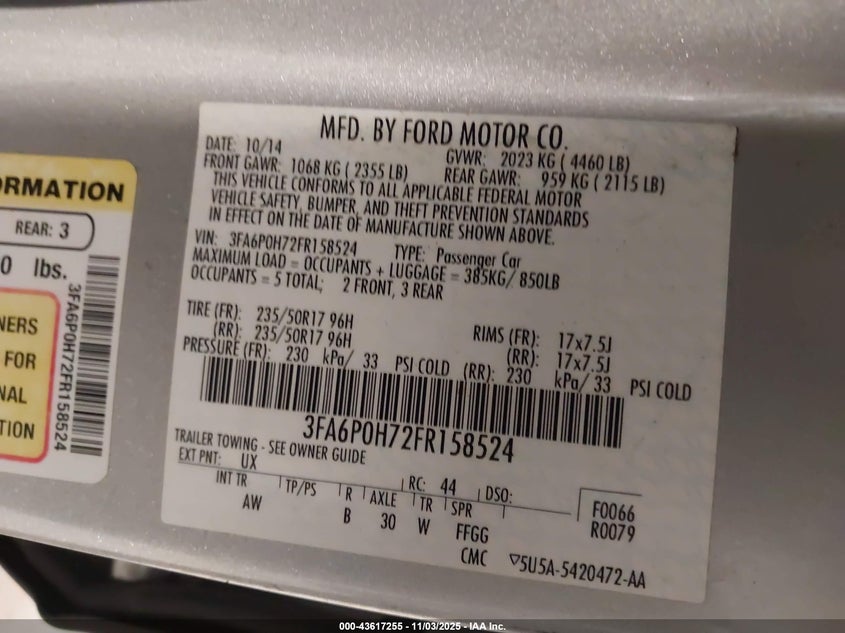 ORMATION
REAR: 3
0 lbs.
NERS
FOR
NAL
TION
3FA6P0H72FR158524
MFD. BY FORD MOTOR CO.
DATE: 10/14 GVWR: 2023 KG ( 4460 LB)
FRONT GAWR: 1068 KG ( 2355 LB) REAR GAWR: 959 KG ( 2115 LB)
THIS VEHICLE CONFORMS TO ALL APPLICABLE FEDERAL MOTOR
VEHICLE SAFETY, BUMPER, AND THEFT PREVENTION STANDARDS
IN EFFECT ON THE DATE OF MANUFACTURE SHOWN ABOVE.
VIN: 3FA6P0H72FR158524 TYPE: Passenger Car
MAXIMUM LOAD = OCCUPANTS + LUGGAGE = 385KG/ 850LB
OCCUPANTS = 5 TOTAL; 2 FRONT, 3 REAR
TIRE (FR): 235/50R17 96H RIMS (FR): 17x7.5J
(RR): 235/50R17 96H (RR): 17x7.5J
PRESSURE (FR): 230 kPa/ 33 PSI COLD (RR): 230 kPa/ 33 PSI COLD
3FA6P0H72FR158524
TRAILER TOWING - SEE OWNER GUIDE
EXT PNT: UX RC: 44 DSO: F0066
INT TR TP/PS R AXLE TR SPR R0079
AW B 30 W FFGG
CMC ▽5U5A-5420472-AA
000-43617255 - 11/03/2025 - IAA Inc.